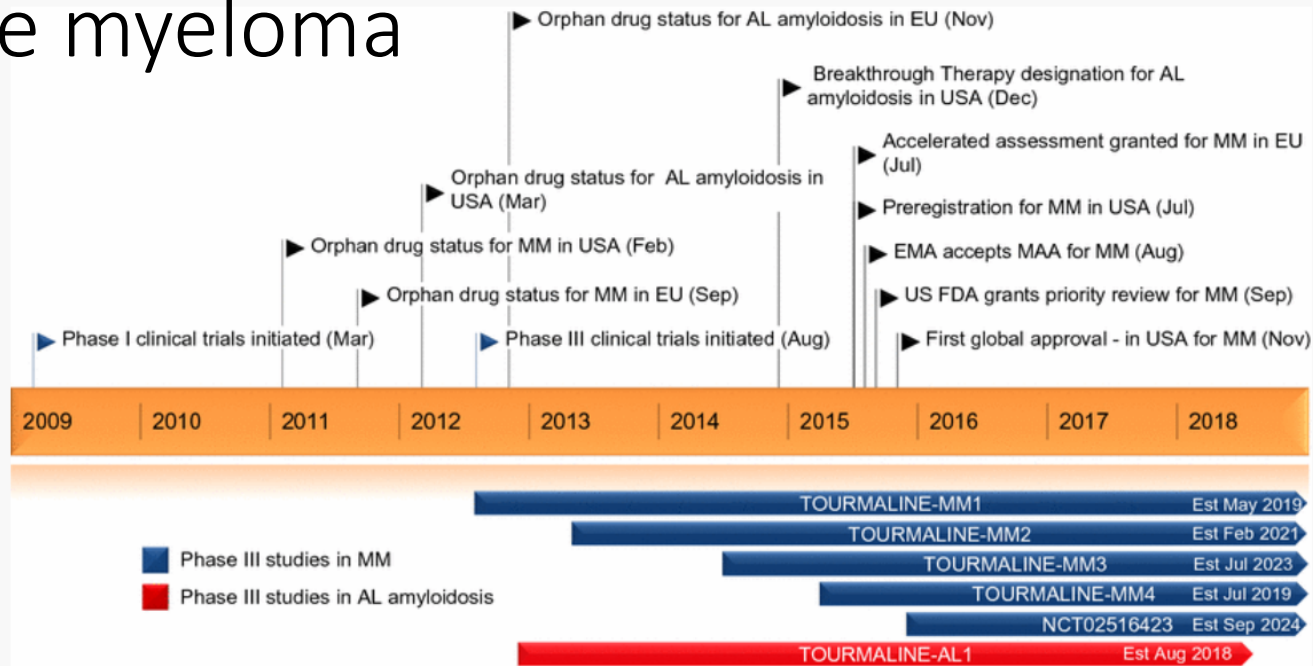 e myeloma
Orphan drug status for AL amyloidosis in EU (Nov)
Breakthrough Therapy designation for AL
amyloidosis in USA (Dec)
Accelerated assessment granted for MM in EU
(Jul)
Orphan drug status for AL amyloidosis in
USA (Mar)
Preregistration for MM in USA (Jul)
Orphan drug status for MM in USA (Feb)
EMA accepts MAA for MM (Aug)
Orphan drug status for MM in EU (Sep)
US FDA grants priority review for MM (Sep)
Phase I clinical trials initiated (Mar)
Phase III clinical trials initiated (Aug)
First global approval - in USA for MM (Nov)
2009 2010 2011 2012 2013 2014 2015 2016 2017 2018
TOURMALINE-MM1 Est May 2019
TOURMALINE-MM2 Est Feb 2021
TOURMALINE-MM3 Est Jul 2023
TOURMALINE-MM4 Est Jul 2019
NCT02516423 Est Sep 2024
TOURMALINE-AL1 Est Aug 2018
Phase III studies in MM
Phase III studies in AL amyloidosis